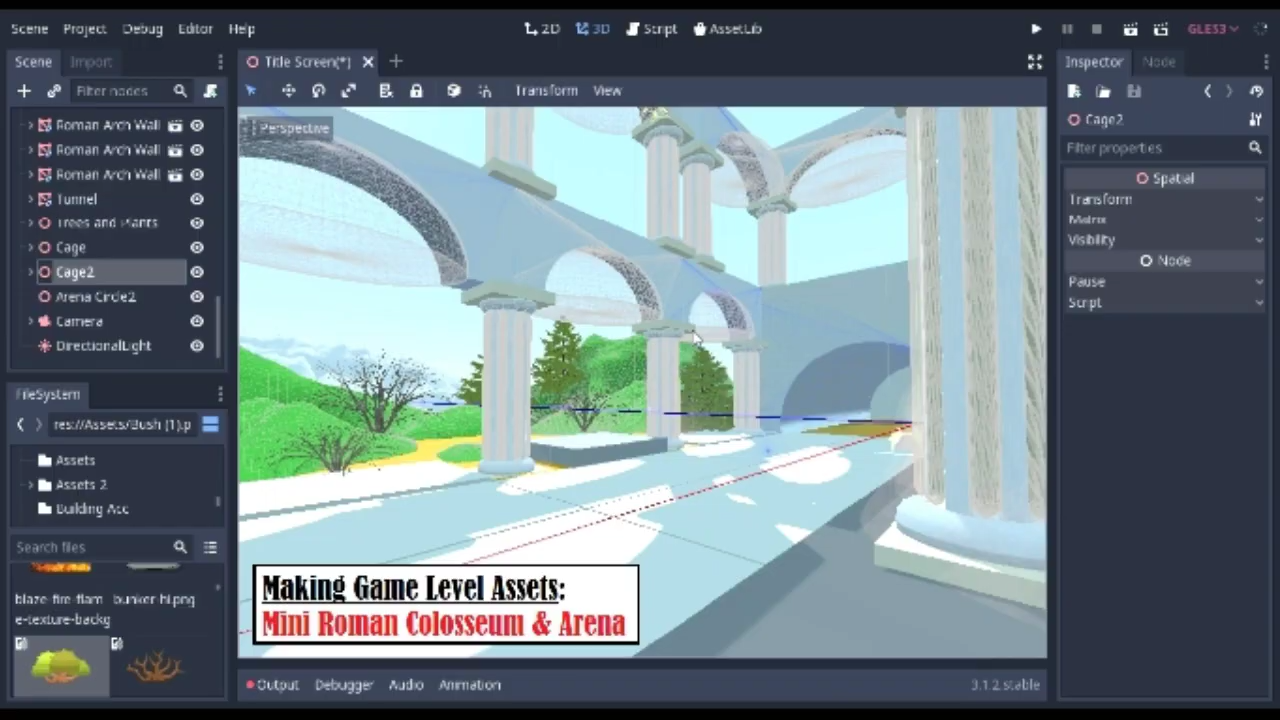 Scene Project Debug Editor Help
2D 3D Script AssetLib
GLES3
Scene Import
Title Screen(*)
Inspector Node
Filter nodes
Transform View
Perspective
Cage2
Roman Arch Wall
Roman Arch Wall
Roman Arch Wall
Tunnel
Trees and Plants
Cage
Cage2
Arena Circle2
Camera
DirectionalLight
Filter properties
Spatial
Transform
Matrix
Visibility
Node
Pause
Script
FileSystem
res://Assets/Bush (1).p
Assets
Assets 2
Building Acc
Search files
blaze-fire-flam
e-texture-backg
bunker-hi.png
Making Game Level Assets:
Mini Roman Colosseum & Arena
Output Debugger Audio Animation
3.1.2.stable